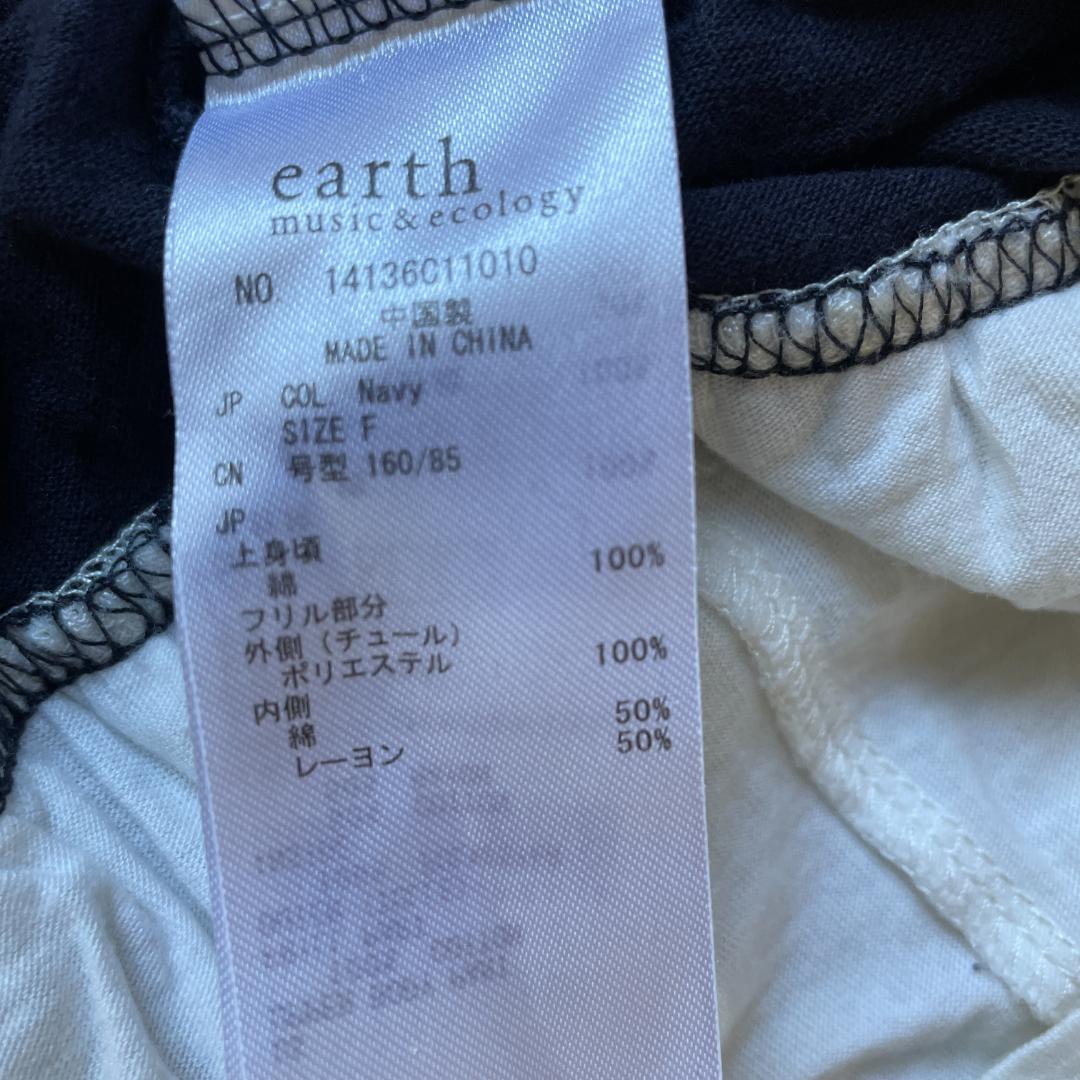 earth
music&ecology
NO 14136C11010
中国製
MADE IN CHINA
JP COL Navy
SIZE F
CN 号型 160/85
JP
上身頃
綿 100%
フリル部分
外側（チュール）
ポリエステル 100%
内側
綿 50%
レーヨン 50%